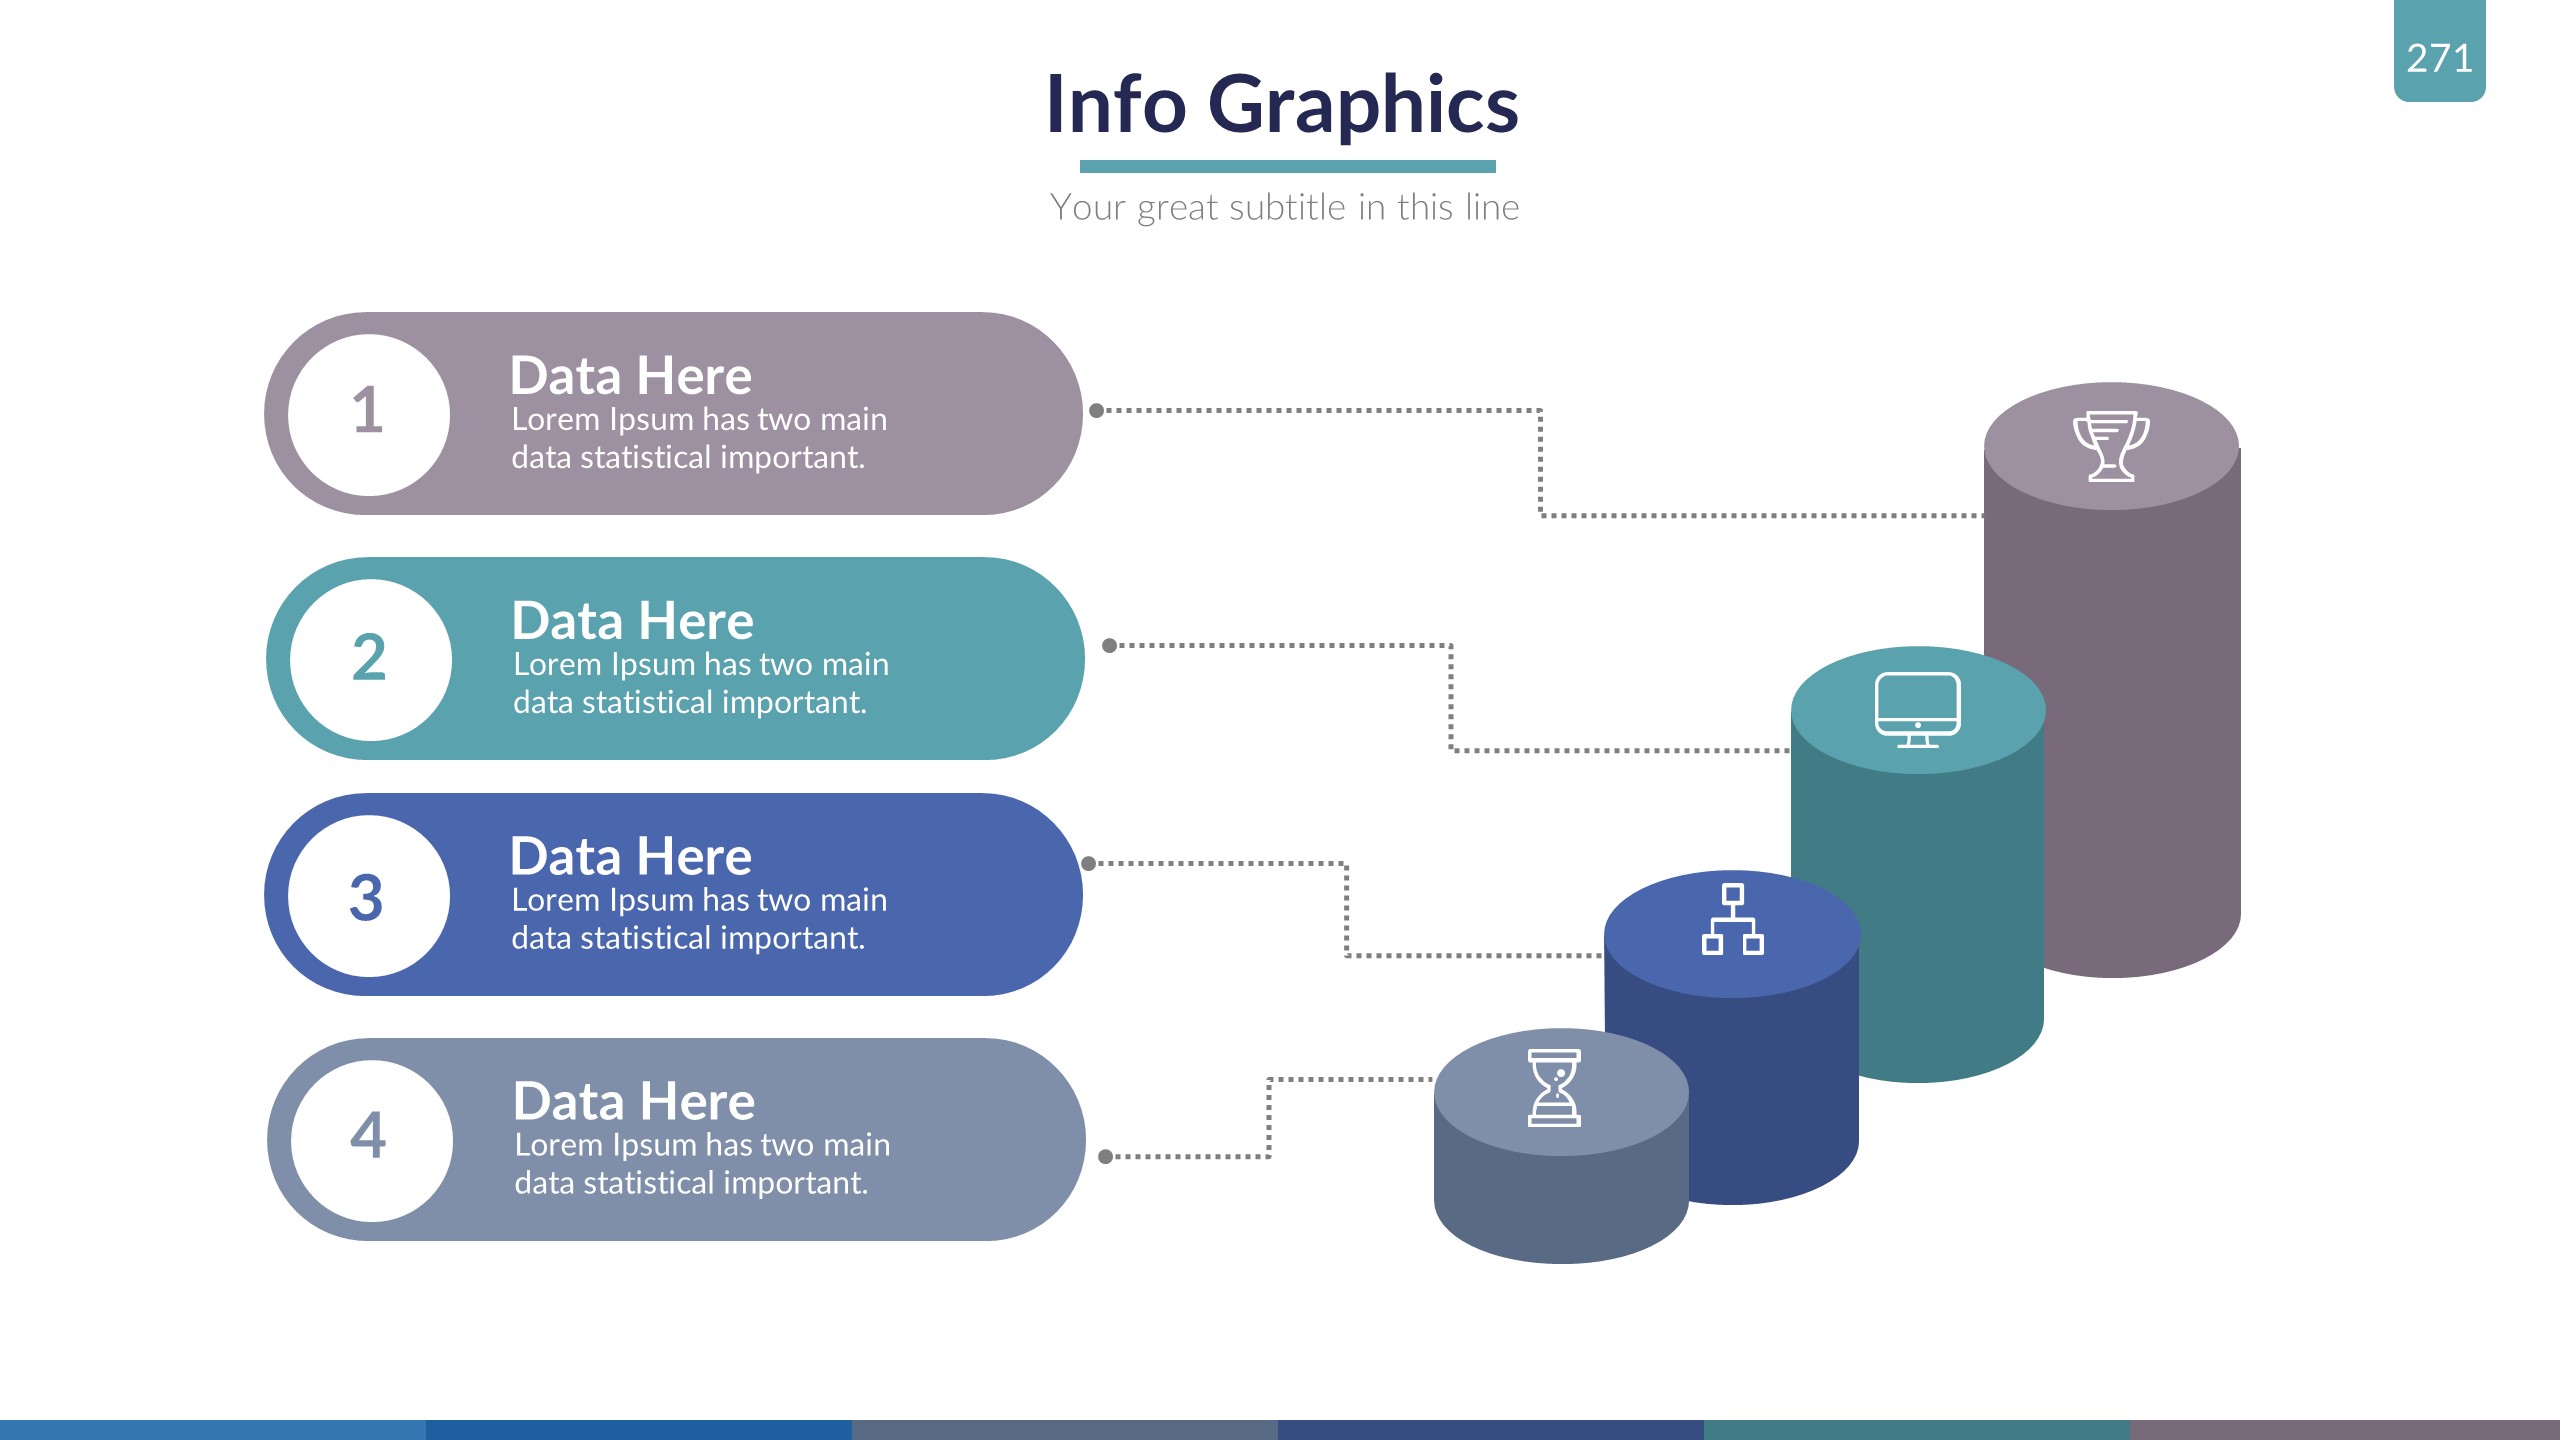 271
Info Graphics
Your great subtitle in this line
1
Data Here
Lorem Ipsum has two main
data statistical important.
2
Data Here
Lorem Ipsum has two main
data statistical important.
3
Data Here
Lorem Ipsum has two main
data statistical important.
4
Data Here
Lorem Ipsum has two main
data statistical important.